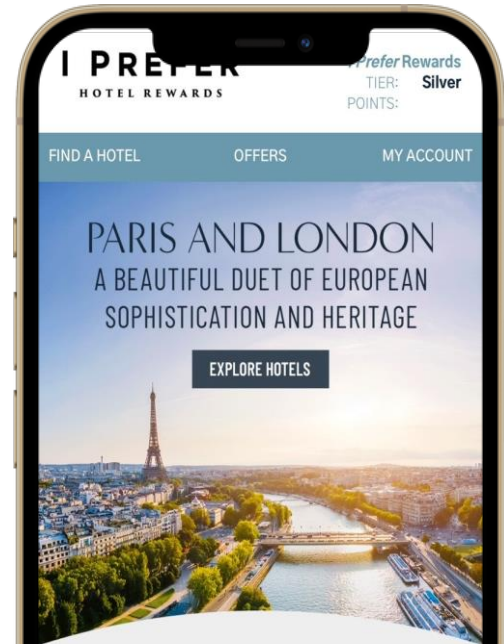 I PREFER
HOTEL REWARDS
Prefer Rewards
TIER: Silver
POINTS:
FIND A HOTEL OFFERS MY ACCOUNT
PARIS AND LONDON
A BEAUTIFUL DUET OF EUROPEAN
SOPHISTICATION AND HERITAGE
EXPLORE HOTELS